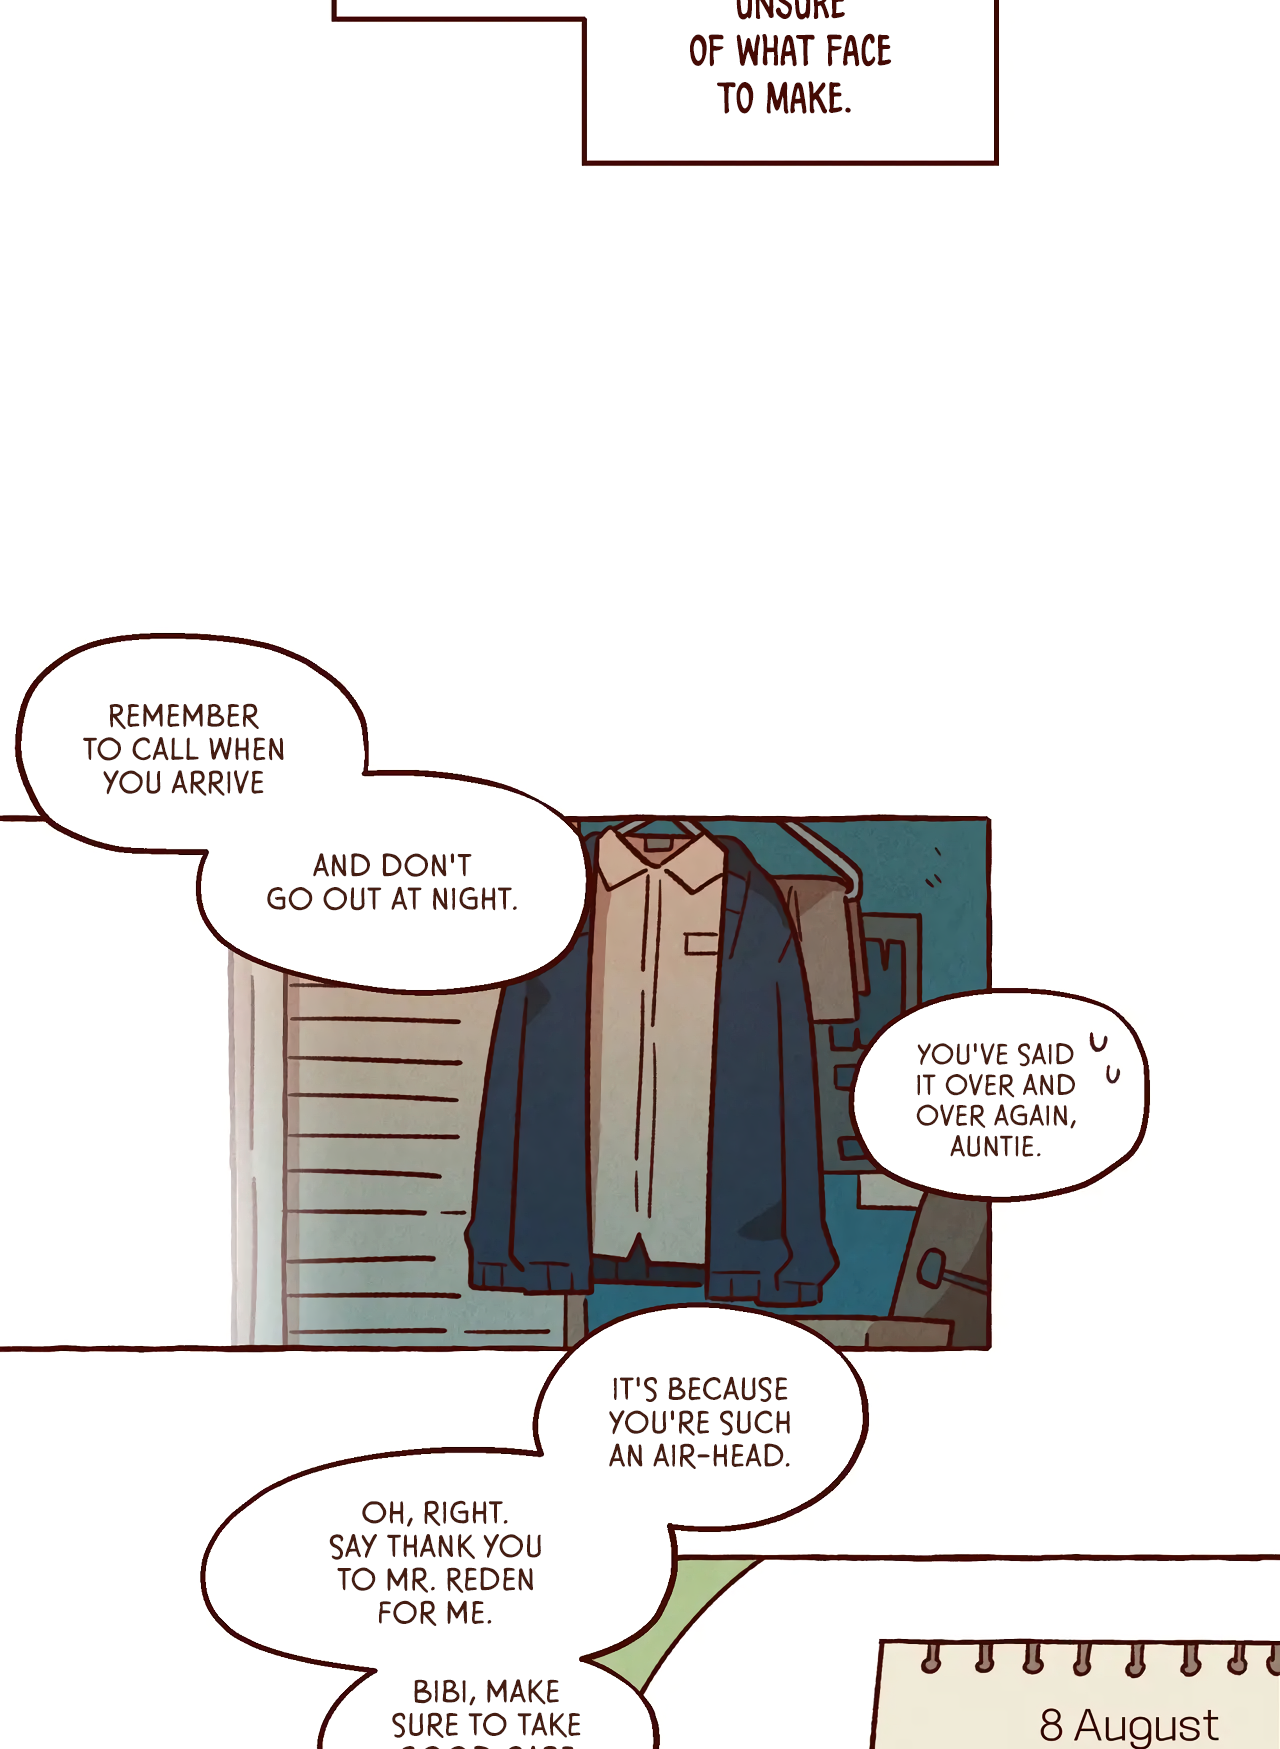 UNSURE
OF WHAT FACE
TO MAKE.
REMEMBER
TO CALL WHEN
YOU ARRIVE
AND DON'T
GO OUT AT NIGHT.
YOU'VE SAID
IT OVER AND
OVER AGAIN,
AUNTIE.
IT'S BECAUSE
YOU'RE SUCH
AN AIR-HEAD.
OH, RIGHT.
SAY THANK YOU
TO MR. REDEN
FOR ME.
BIBI, MAKE
SURE TO TAKE
8 August